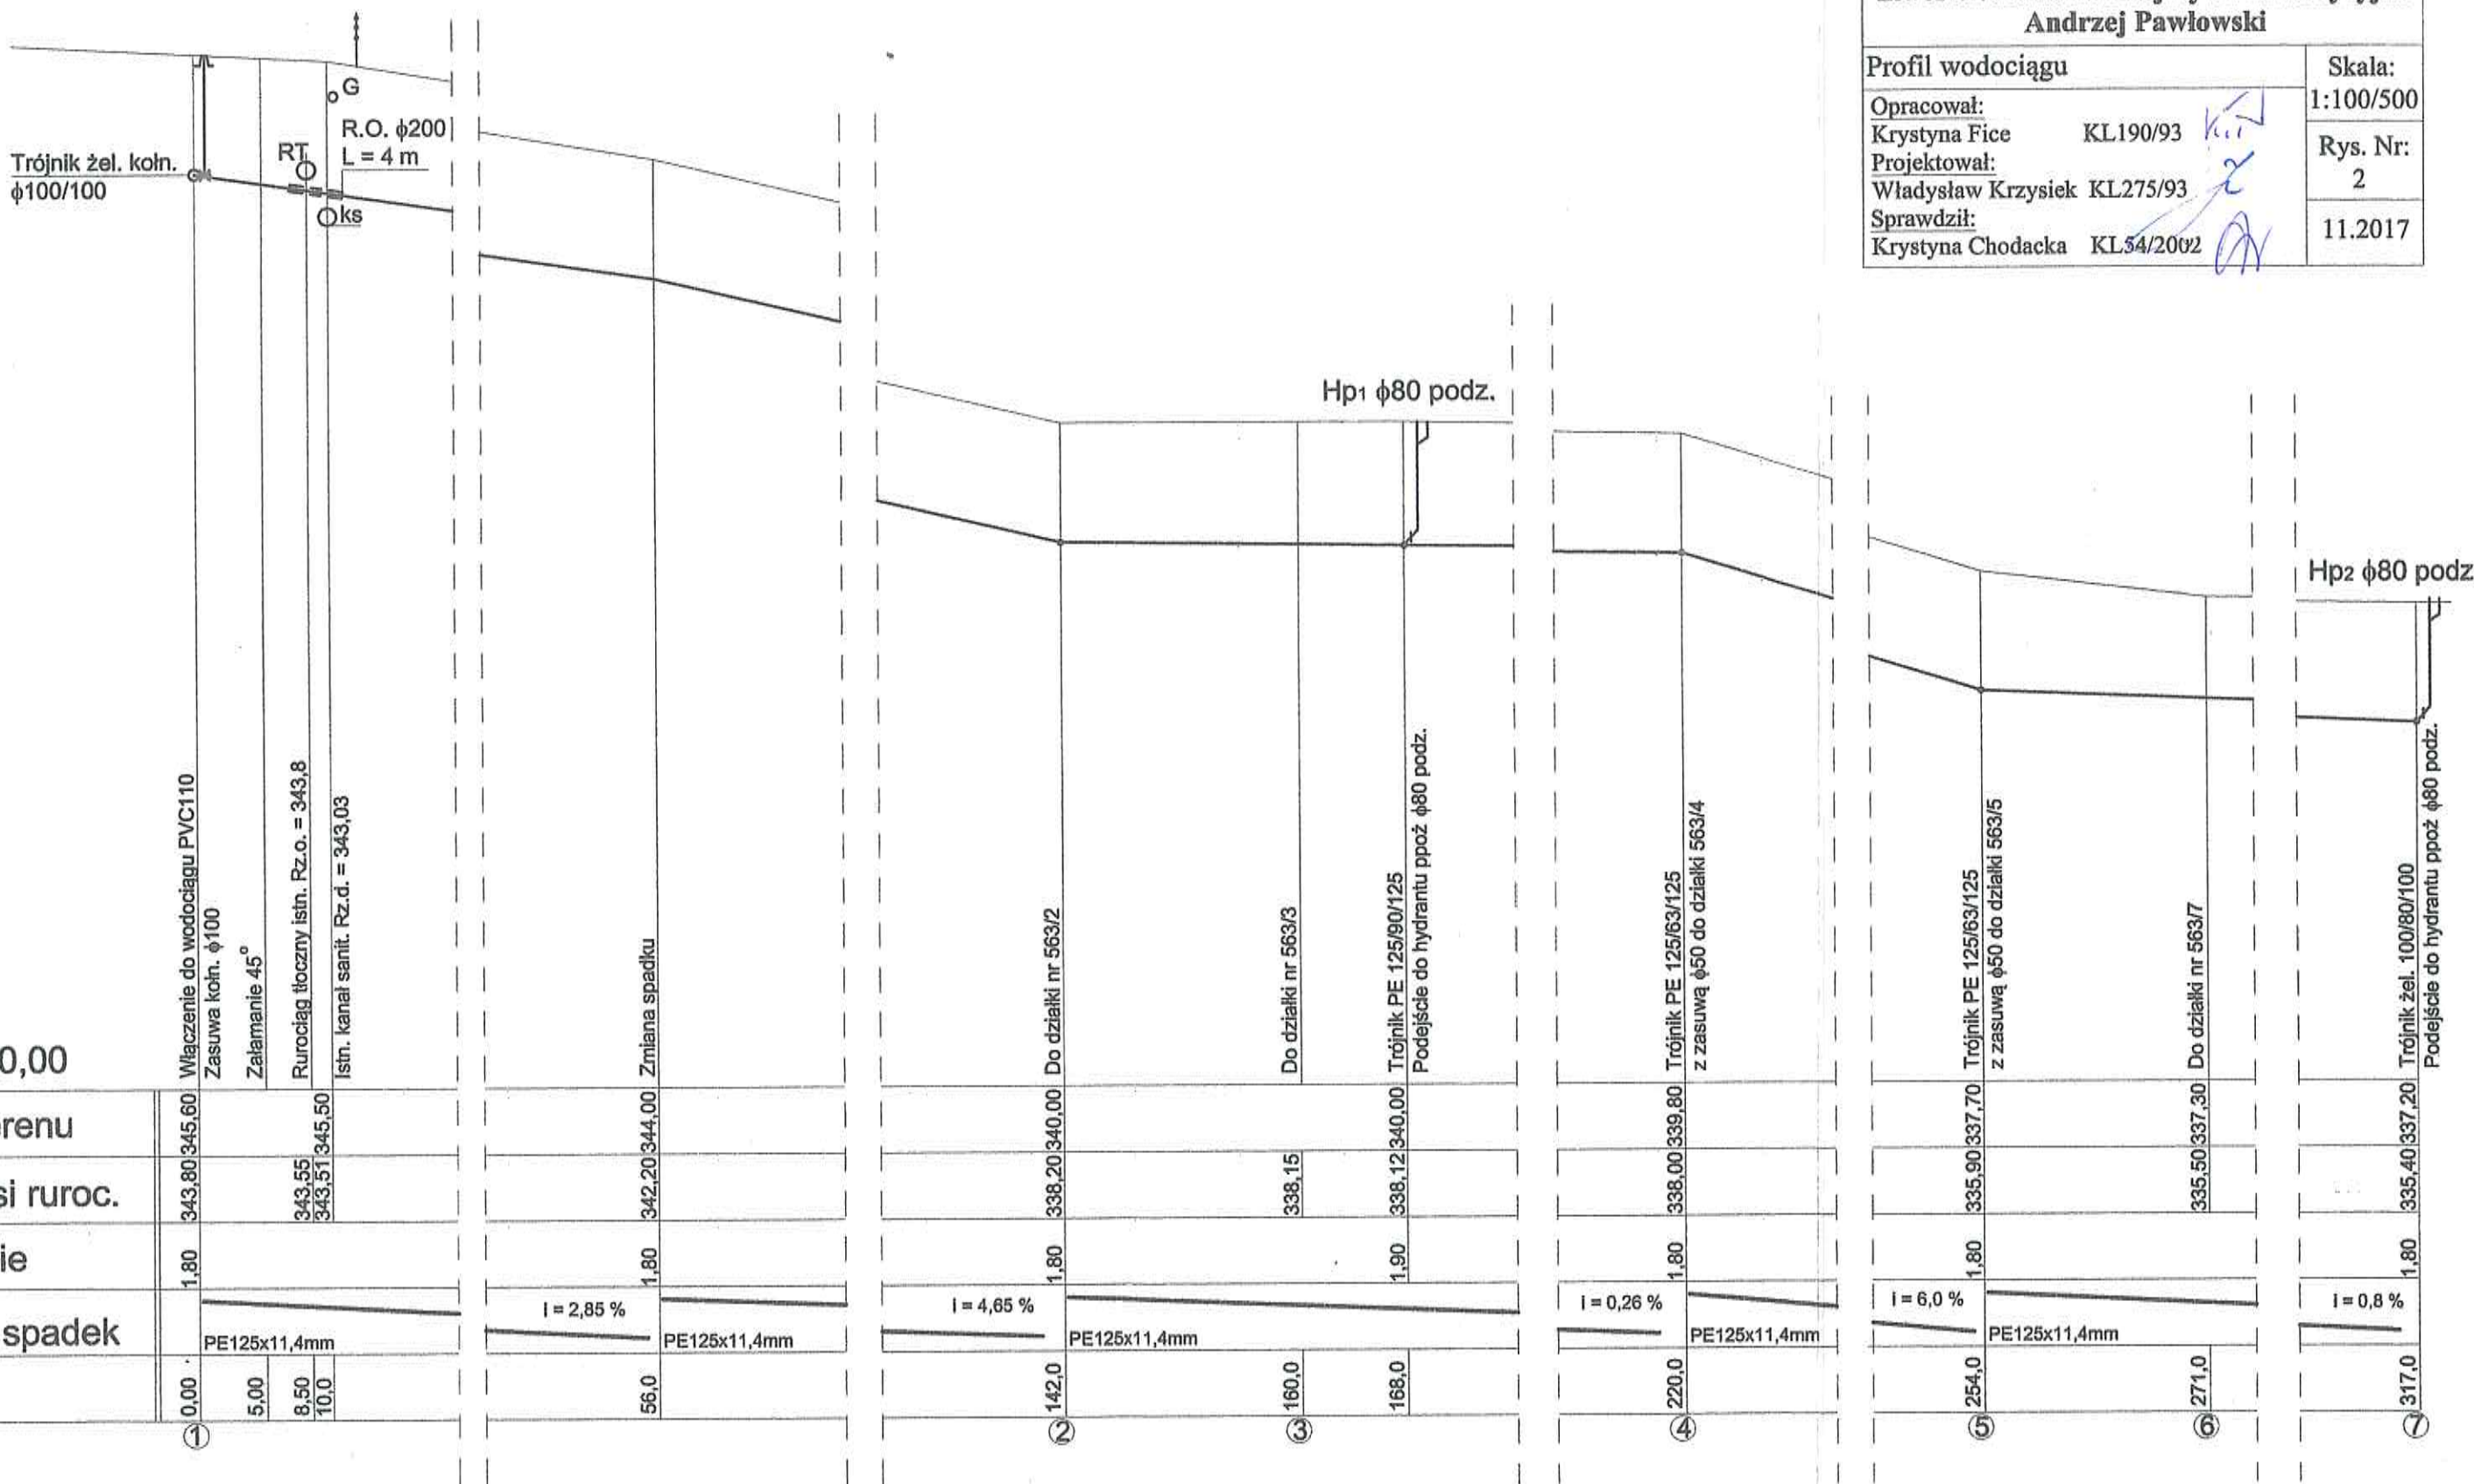 Andrzej Pawłowski
Profil wodociągu
Skala:
1:100/500
Opracował:
Krystyna Fice KL190/93
Projektował:
Władysław Krzysiek KL275/93
Sprawdził:
Krystyna Chodacka KL54/2002
Rys. Nr:
2
11.2017
G
R.O. ϕ200
L = 4 m
RT
ks
Trójnik żel. kołn.
ϕ100/100
Hp1 ϕ80 podz.
Hp2 ϕ80 podz
Włączenie do wodociągu PVC110
Zasuwa kołn. ϕ100
Załamanie 45°
Rurociąg tłoczny istn. Rz.o. = 343,8
Istn. kanał sanit. Rz.d. = 343,03
Zmiana spadku
Do działki nr 563/2
Do działki nr 563/3
Trójnik PE 125/90/125
Podejście do hydrantu ppoż ϕ80 podz.
Trójnik PE 125/63/125
z zasuwą ϕ50 do działki 563/4
Trójnik PE 125/63/125
z zasuwą ϕ50 do działki 563/5
Do działki nr 563/7
Trójnik żel. 100/80/100
Podejście do hydrantu ppoż ϕ80 podz.
0,00
renu
345,60 345,50 344,00 340,00 340,00 339,80 337,70 337,30 337,20
si ruroc.
343,80 343,55 343,51 342,20 338,20 338,15 338,12 338,00 335,90 335,50 335,40
ie
1,80 1,80 1,80 1,90 1,80 1,80 1,80
i = 2,85 % i = 4,65 % i = 0,26 % i = 6,0 % i = 0,8 %
spadek
PE125x11,4mm PE125x11,4mm PE125x11,4mm PE125x11,4mm PE125x11,4mm
0,00 5,00 8,50 10,0 56,0 142,0 160,0 168,0 220,0 254,0 271,0 317,0
1 2 3 4 5 6 7